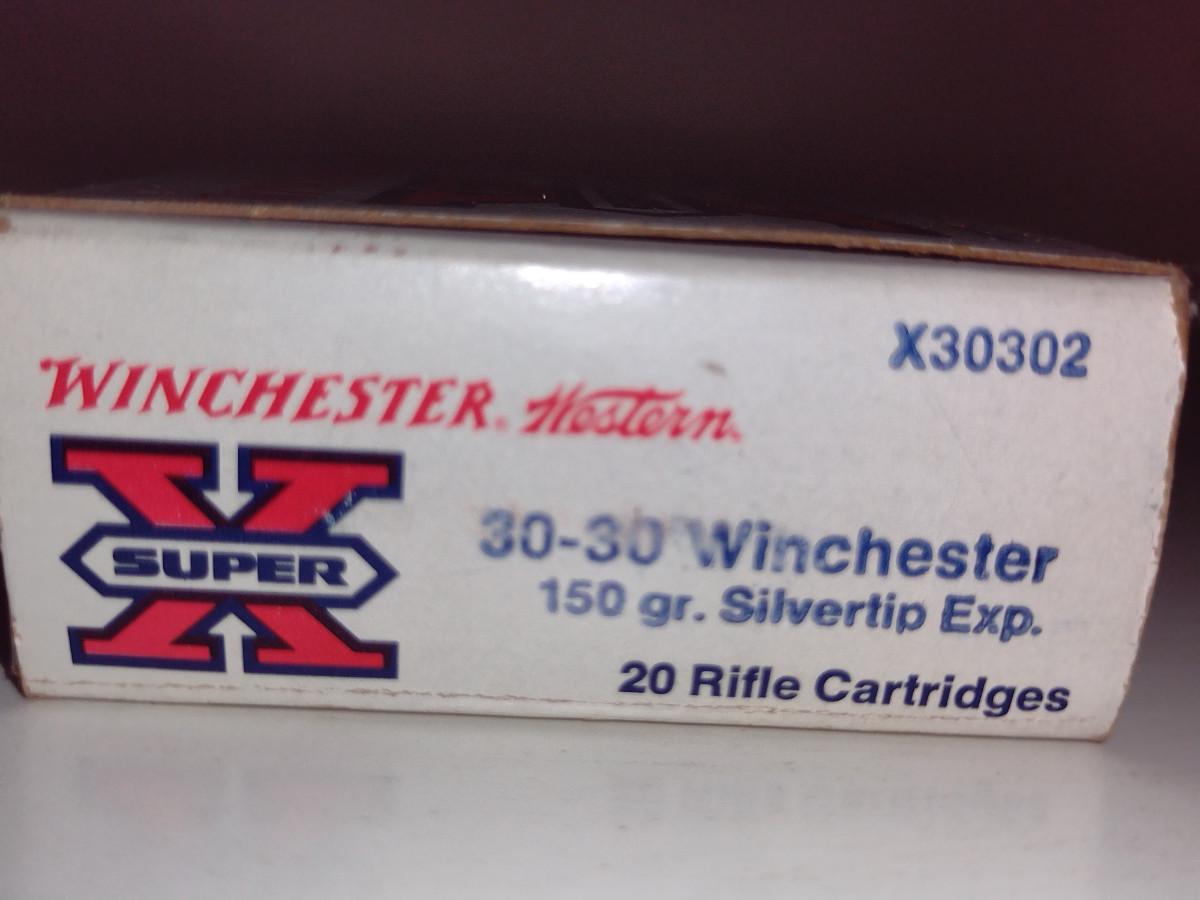 X30302
WINCHESTER® Western®
SUPER X
30-30 Winchester
150 gr. Silvertip Exp.
20 Rifle Cartridges